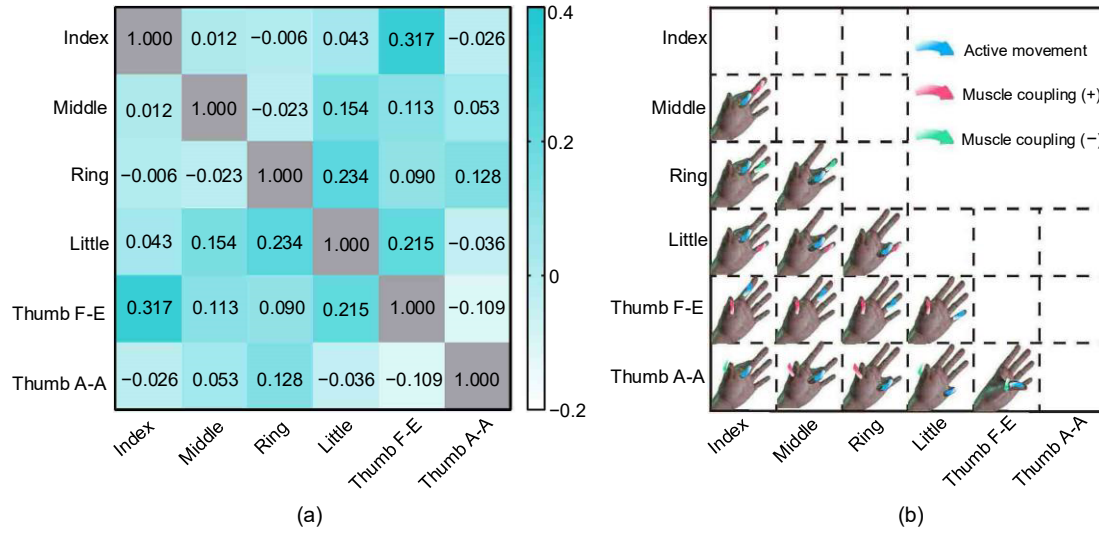 Index 1.000 0.012 −0.006 0.043 0.317 −0.026
Middle 0.012 1.000 −0.023 0.154 0.113 0.053
Ring −0.006 −0.023 1.000 0.234 0.090 0.128
Little 0.043 0.154 0.234 1.000 0.215 −0.036
Thumb F-E 0.317 0.113 0.090 0.215 1.000 −0.109
Thumb A-A −0.026 0.053 0.128 −0.036 −0.109 1.000
Index Middle Ring Little Thumb F-E Thumb A-A
0.4
0.2
0
−0.2
(a)
Index
Middle
Ring
Little
Thumb F-E
Thumb A-A
Active movement
Muscle coupling (+)
Muscle coupling (−)
Index Middle Ring Little Thumb F-E Thumb A-A
(b)